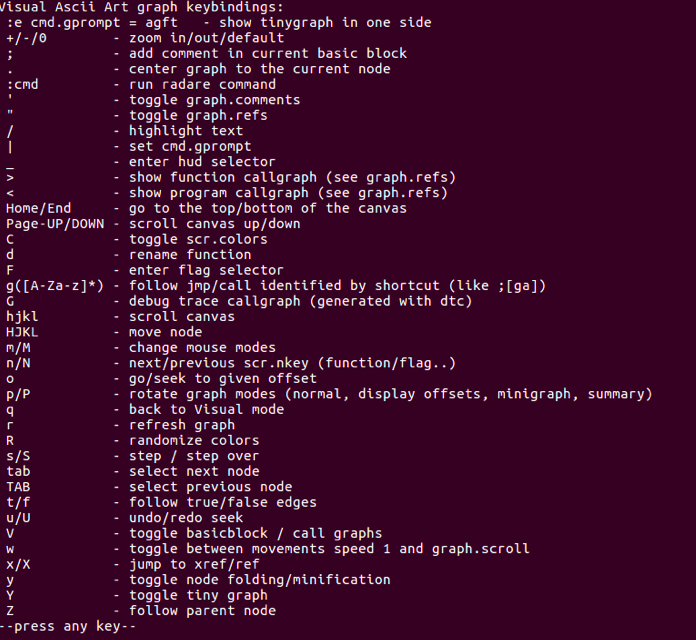 Visual Ascii Art graph keybindings:
:e cmd.gprompt = agft   - show tinygraph in one side
+/-/0        - zoom in/out/default
;            - add comment in current basic block
.            - center graph to the current node
:cmd         - run radare command
'            - toggle graph.comments
"            - toggle graph.refs
/            - highlight text
|            - set cmd.gprompt
_            - enter hud selector
>            - show function callgraph (see graph.refs)
<            - show program callgraph (see graph.refs)
Home/End     - go to the top/bottom of the canvas
Page-UP/DOWN - scroll canvas up/down
C            - toggle scr.colors
d            - rename function
F            - enter flag selector
g([A-Za-z]*) - follow jmp/call identified by shortcut (like ;[ga])
G            - debug trace callgraph (generated with dtc)
hjkl         - scroll canvas
HJKL         - move node
m/M          - change mouse modes
n/N          - next/previous scr.nkey (function/flag..)
o            - go/seek to given offset
p/P          - rotate graph modes (normal, display offsets, minigraph, summary)
q            - back to Visual mode
r            - refresh graph
R            - randomize colors
s/S          - step / step over
tab          - select next node
TAB          - select previous node
t/f          - follow true/false edges
u/U          - undo/redo seek
V            - toggle basicblock / call graphs
w            - toggle between movements speed 1 and graph.scroll
x/X          - jump to xref/ref
y            - toggle node folding/minification
Y            - toggle tiny graph
Z            - follow parent node
--press any key--